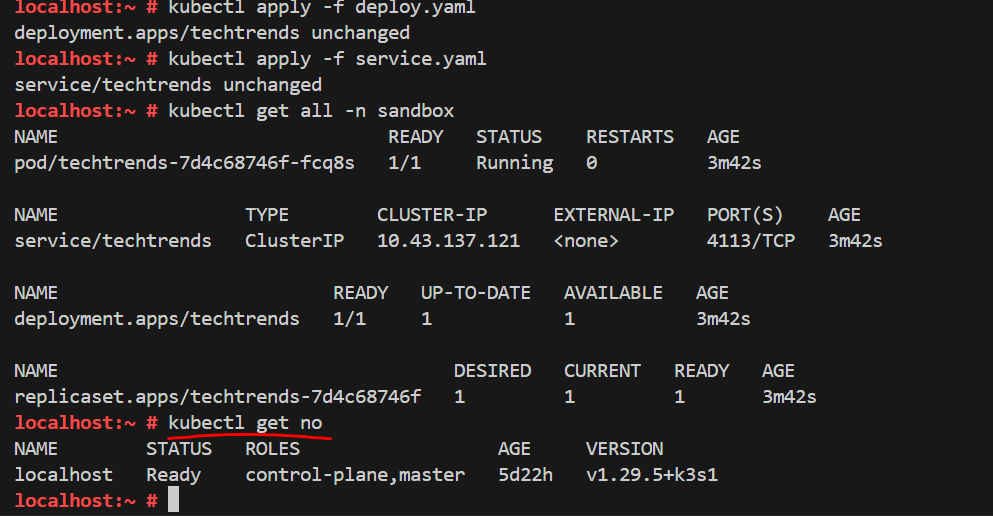 localhost:~ # kubectl apply -f deploy.yaml
deployment.apps/techtrends unchanged
localhost:~ # kubectl apply -f service.yaml
service/techtrends unchanged
localhost:~ # kubectl get all -n sandbox
NAME READY STATUS RESTARTS AGE
pod/techtrends-7d4c68746f-fcq8s 1/1 Running 0 3m42s
NAME TYPE CLUSTER-IP EXTERNAL-IP PORT(S) AGE
service/techtrends ClusterIP 10.43.137.121 <none> 4113/TCP 3m42s
NAME READY UP-TO-DATE AVAILABLE AGE
deployment.apps/techtrends 1/1 1 1 3m42s
NAME DESIRED CURRENT READY AGE
replicaset.apps/techtrends-7d4c68746f 1 1 1 3m42s
localhost:~ # kubectl get no
NAME STATUS ROLES AGE VERSION
localhost Ready control-plane,master 5d22h v1.29.5+k3s1
localhost:~ #